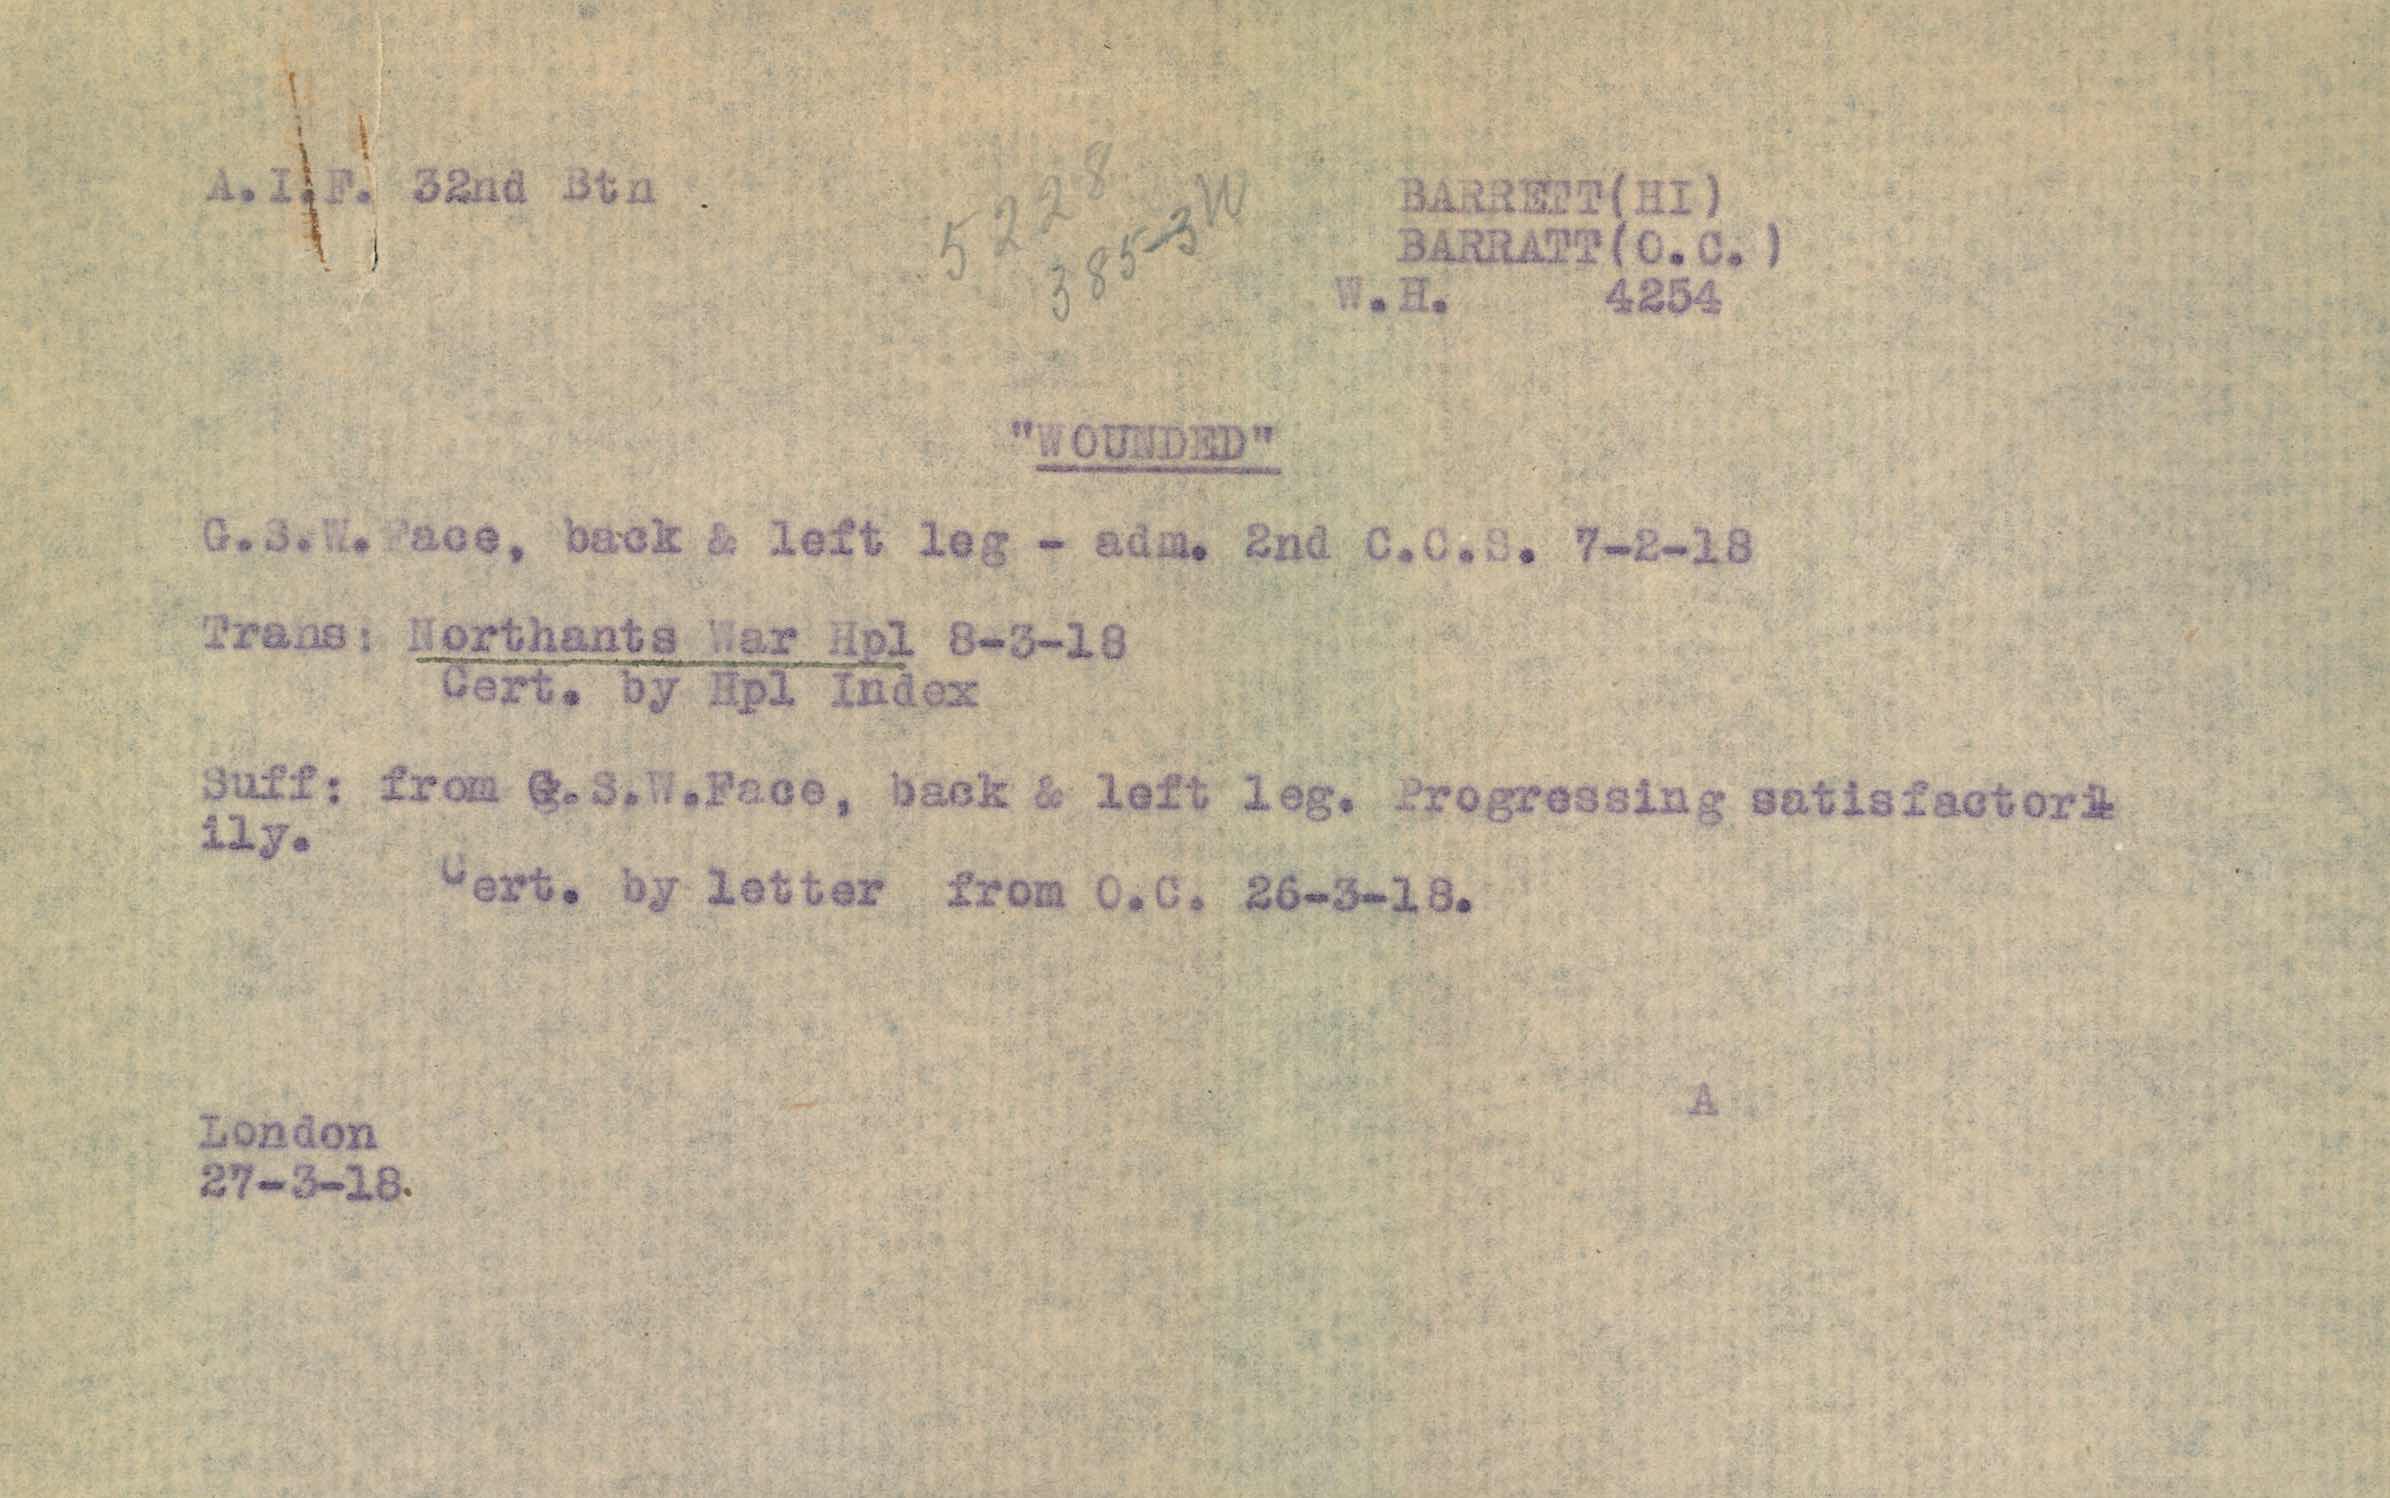 A.I.F. 32nd Btn
5228
385-3W
BARRETT(HI)
BARRATT(O.C.)
W.H. 4254
"WOUNDED"
G.S.W.Face, back & left leg - adm. 2nd C.C.S. 7-2-18
Trans: Northants War Hpl 8-3-18
Cert. by Hpl Index
Suff: from G.S.W.Face, back & left leg. Progressing satisfactori
ily.
Cert. by letter from O.C. 26-3-18.
A
London
27-3-18.